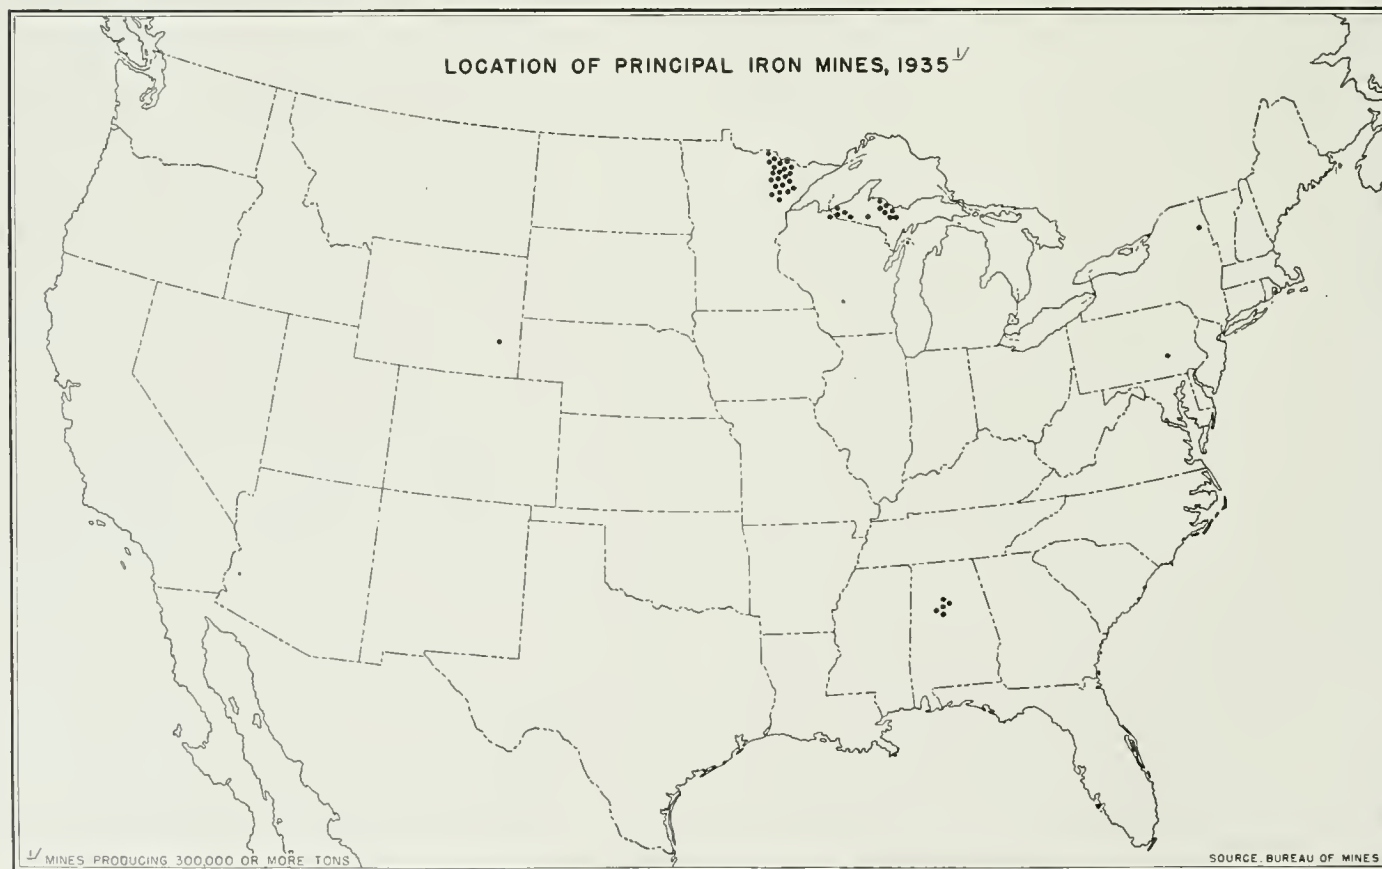 LOCATION OF PRINCIPAL IRON MINES, 1935 1/
1/ MINES PRODUCING 300,000 OR MORE TONS
SOURCE. BUREAU OF MINES